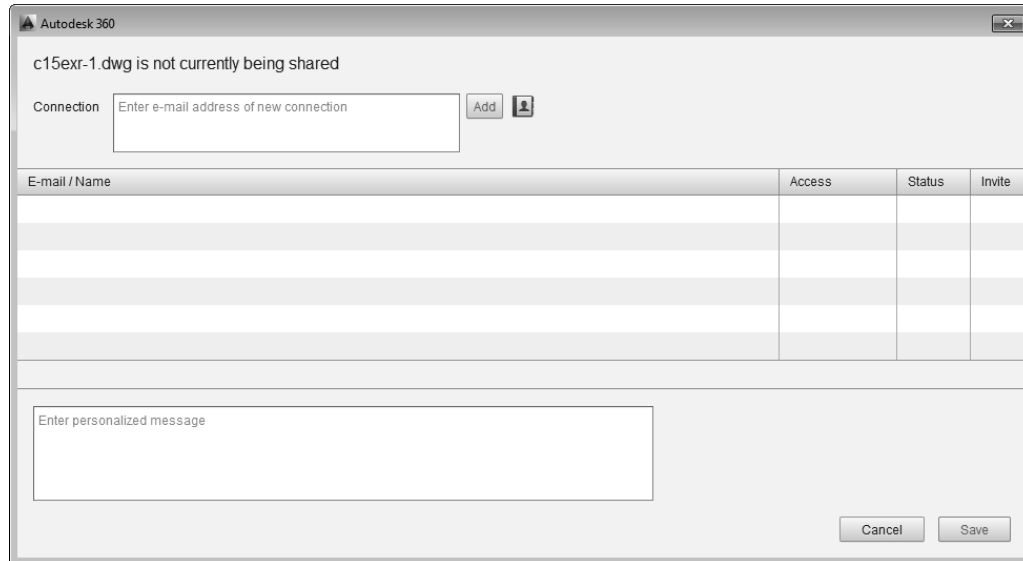 Autodesk 360
c15exr-1.dwg is not currently being shared
Connection Enter e-mail address of new connection Add
E-mail / Name Access Status Invite
Enter personalized message
Cancel Save